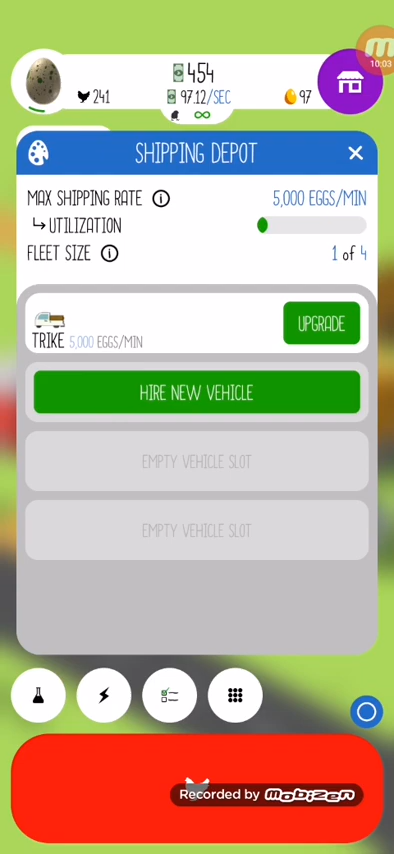 454
10:03
241
97.12/SEC
97
SHIPPING DEPOT
MAX SHIPPING RATE
5,000 EGGS/MIN
UTILIZATION
FLEET SIZE
1 of 4
TRIKE 5,000 EGGS/MIN
UPGRADE
HIRE NEW VEHICLE
EMPTY VEHICLE SLOT
EMPTY VEHICLE SLOT
Recorded by mobizen